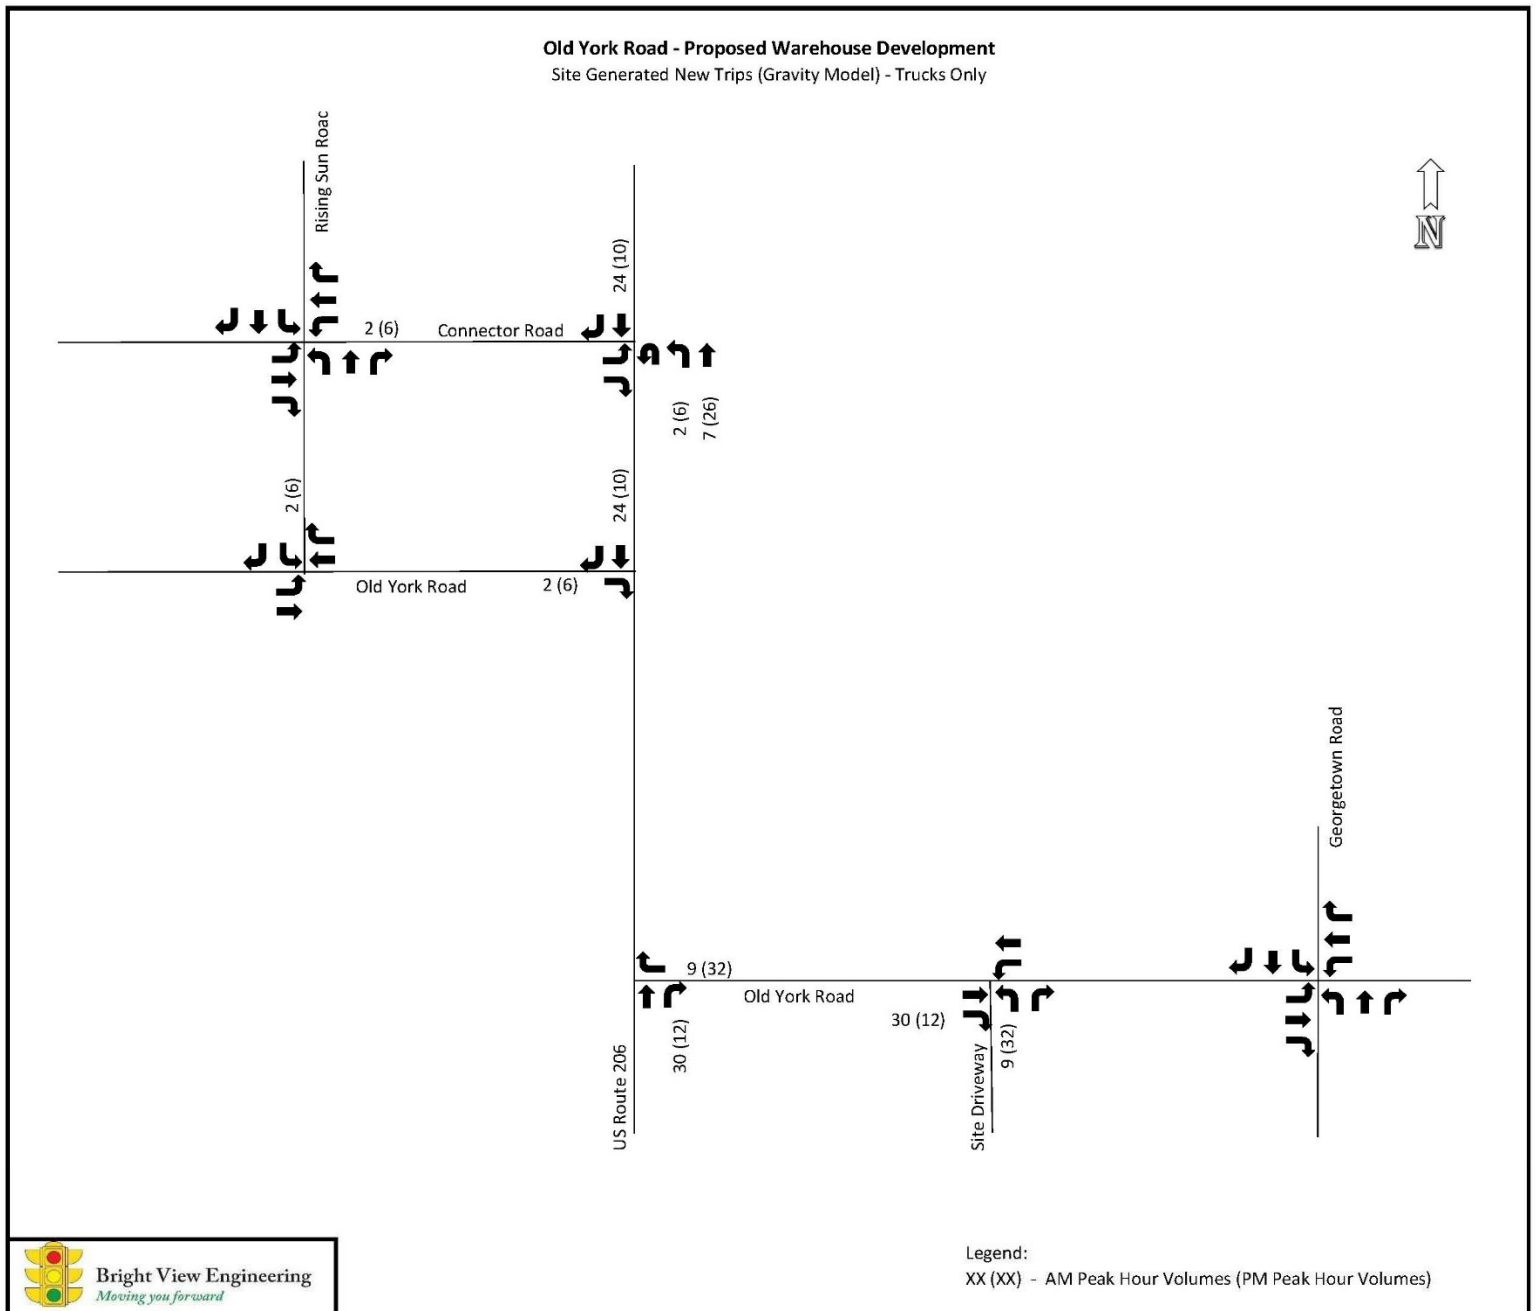 Old York Road - Proposed Warehouse Development
Site Generated New Trips (Gravity Model) - Trucks Only
Rising Sun Roac
N
24 (10)
2 (6)
Connector Road
2 (6)
7 (26)
2 (6)
24 (10)
Old York Road
2 (6)
Georgetown Road
9 (32)
Old York Road
30 (12)
30 (12)
9 (32)
US Route 206
Site Driveway
Bright View Engineering
Moving you forward
Legend:
XX (XX) - AM Peak Hour Volumes (PM Peak Hour Volumes)